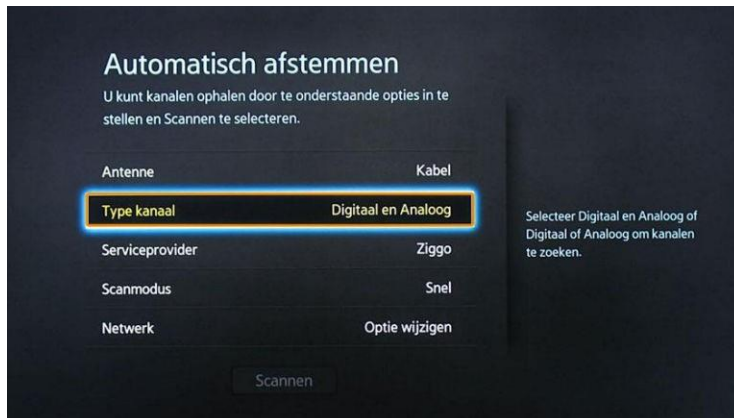 Automatisch afstemmen
U kunt kanalen ophalen door te onderstaande opties in te
stellen en Scannen te selecteren.
Antenne Kabel
Type kanaal Digitaal en Analoog
Serviceprovider Ziggo
Scanmodus Snel
Netwerk Optie wijzigen
Selecteer Digitaal en Analoog of
Digitaal of Analoog om kanalen
te zoeken.
Scannen